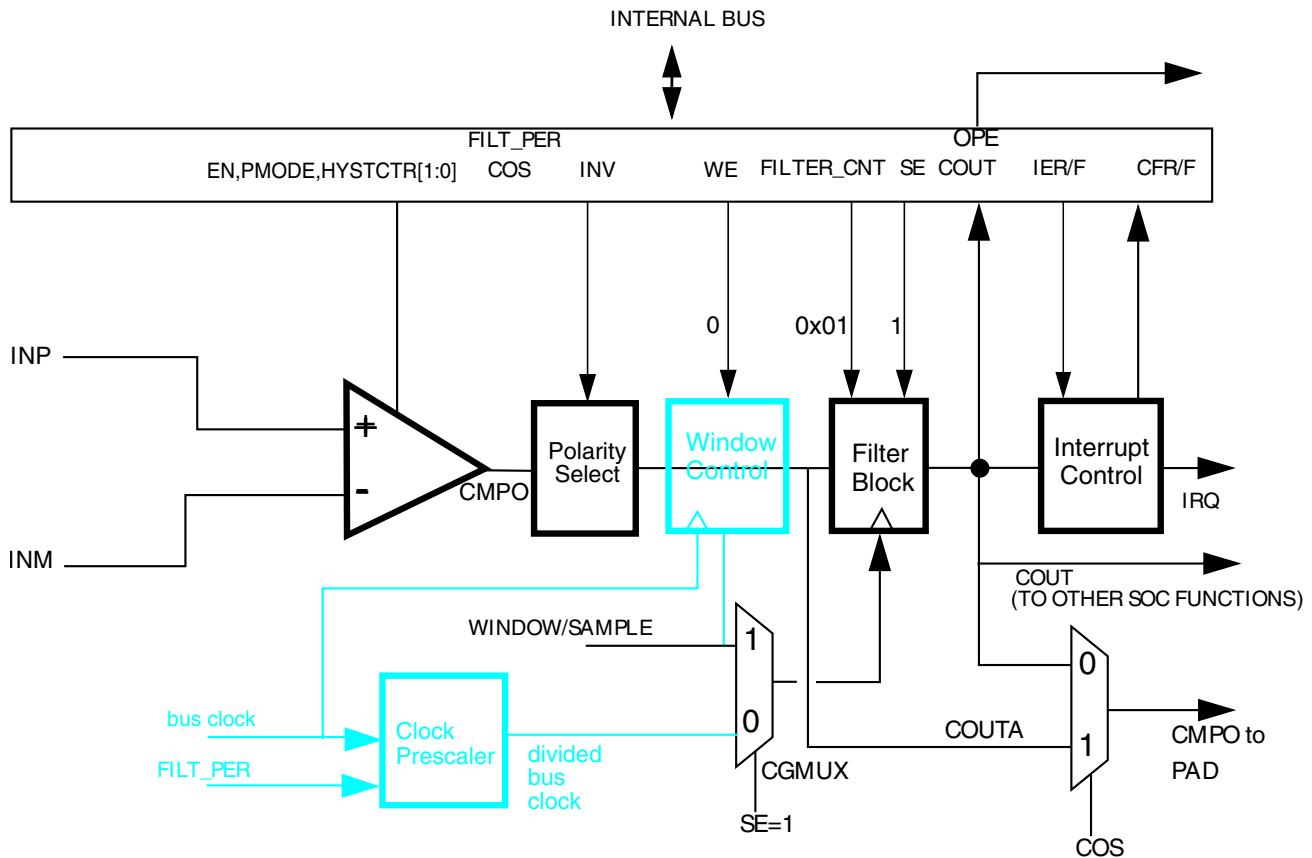 INTERNAL BUS
FILT_PER
OPE
EN,PMODE,HYSTCTR[1:0]
COS
INV
WE
FILTER_CNT
SE
COUT
IER/F
CFR/F
0
0x01
1
INP
+
-
CMPO
Polarity
Select
Window
Control
Filter
Block
Interrupt
Control
IRQ
INM
COUT
(TO OTHER SOC FUNCTIONS)
WINDOW/SAMPLE
1
0
CGMUX
SE=1
bus clock
FILT_PER
Clock
Prescaler
divided
bus
clock
COUTA
0
1
CMPO to
PAD
COS